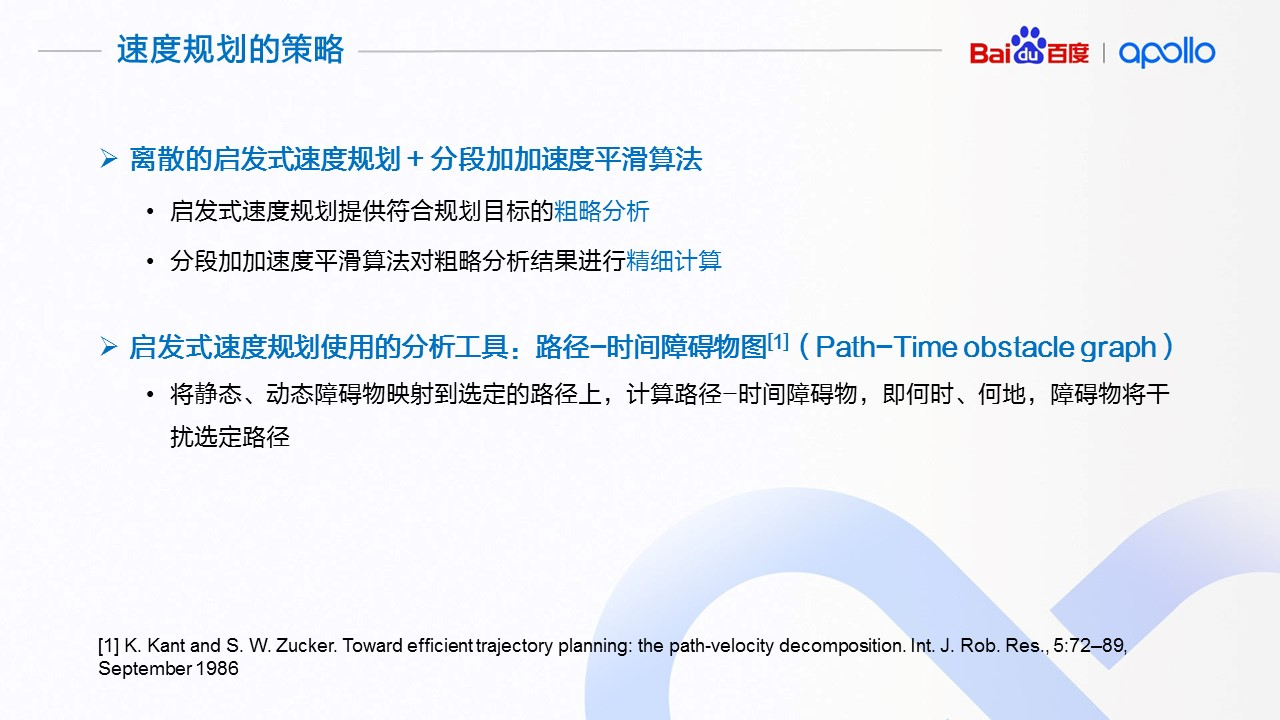 速度规划的策略
Bai du 百度 | apollo
➢ 离散的启发式速度规划 + 分段加加速度平滑算法
• 启发式速度规划提供符合规划目标的粗略分析
• 分段加加速度平滑算法对粗略分析结果进行精细计算
➢ 启发式速度规划使用的分析工具：路径-时间障碍物图[1]（Path-Time obstacle graph）
• 将静态、动态障碍物映射到选定的路径上，计算路径-时间障碍物，即何时、何地，障碍物将干
扰选定路径
[1] K. Kant and S. W. Zucker. Toward efficient trajectory planning: the path-velocity decomposition. Int. J. Rob. Res., 5:72–89,
September 1986